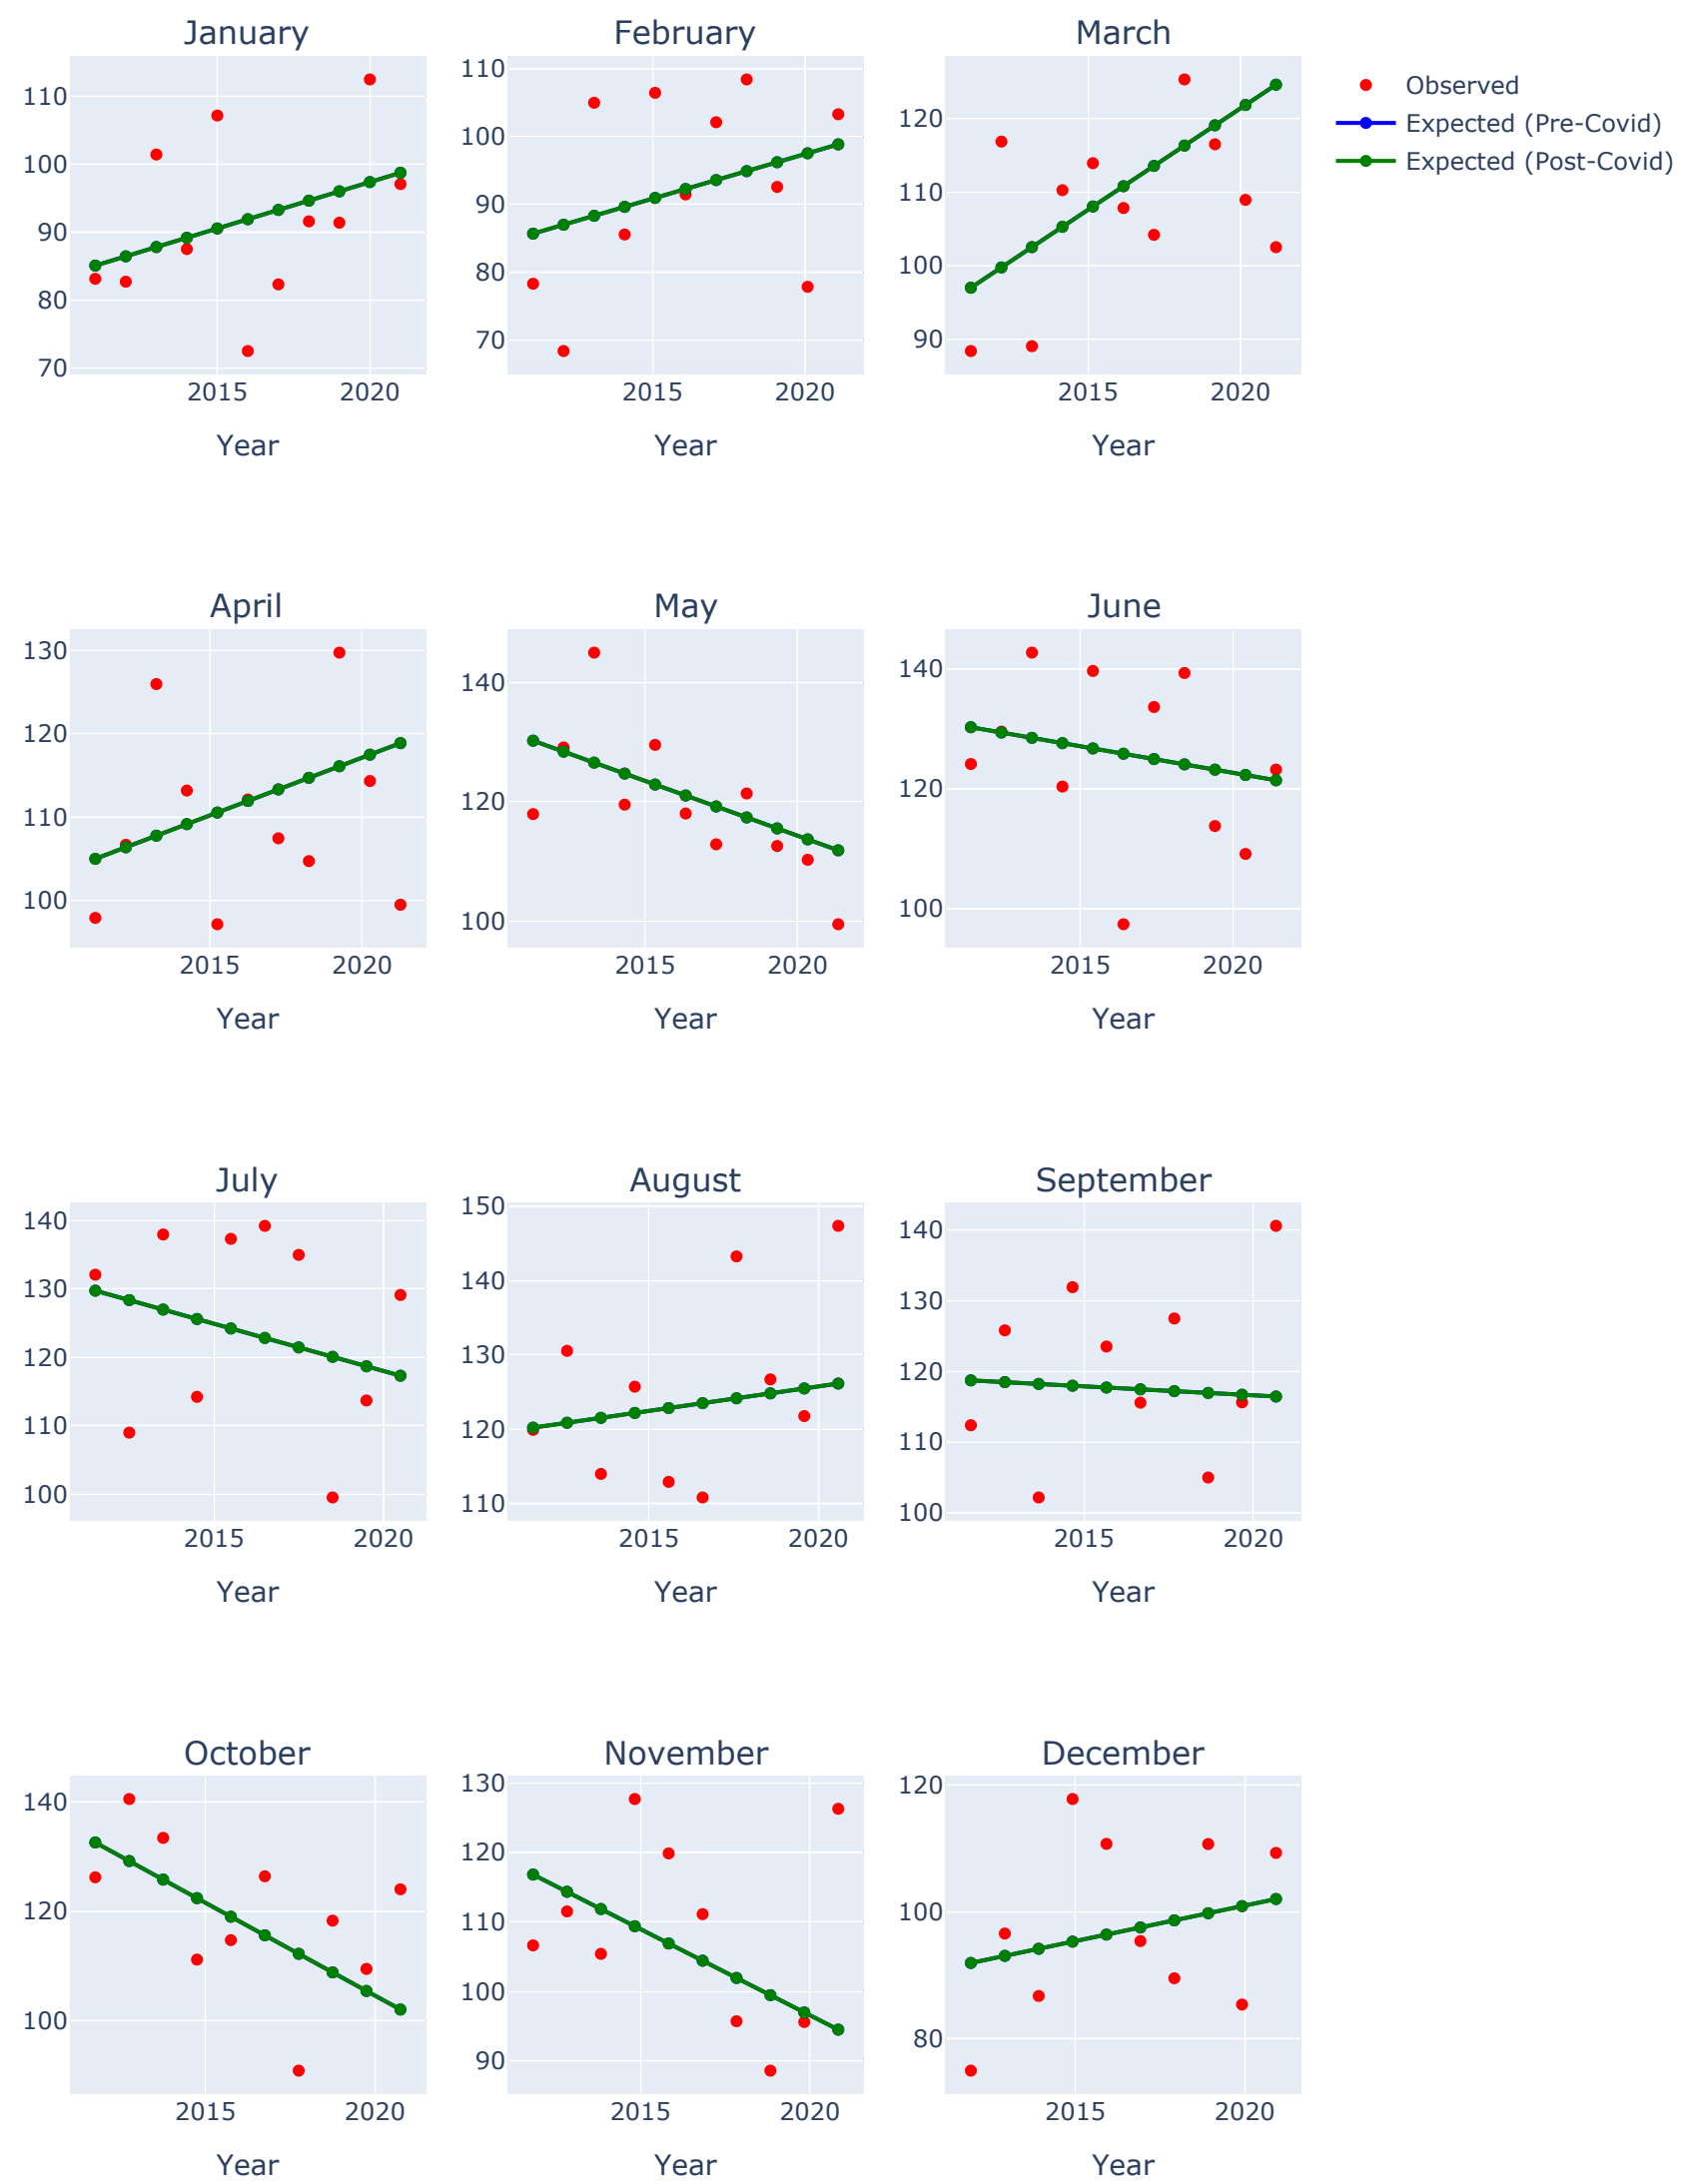 January
February
March
110
100
90
80
70
2015
2020
Year
110
100
90
80
70
2015
2020
Year
120
110
100
90
2015
2020
Year
Observed
Expected (Pre-Covid)
Expected (Post-Covid)
April
May
June
130
120
110
100
2015
2020
Year
140
120
100
2015
2020
Year
140
120
100
2015
2020
Year
July
August
September
140
130
120
110
100
2015
2020
Year
150
140
130
120
110
2015
2020
Year
140
130
120
110
100
2015
2020
Year
October
November
December
140
120
100
2015
2020
Year
130
120
110
100
90
2015
2020
Year
120
100
80
2015
2020
Year